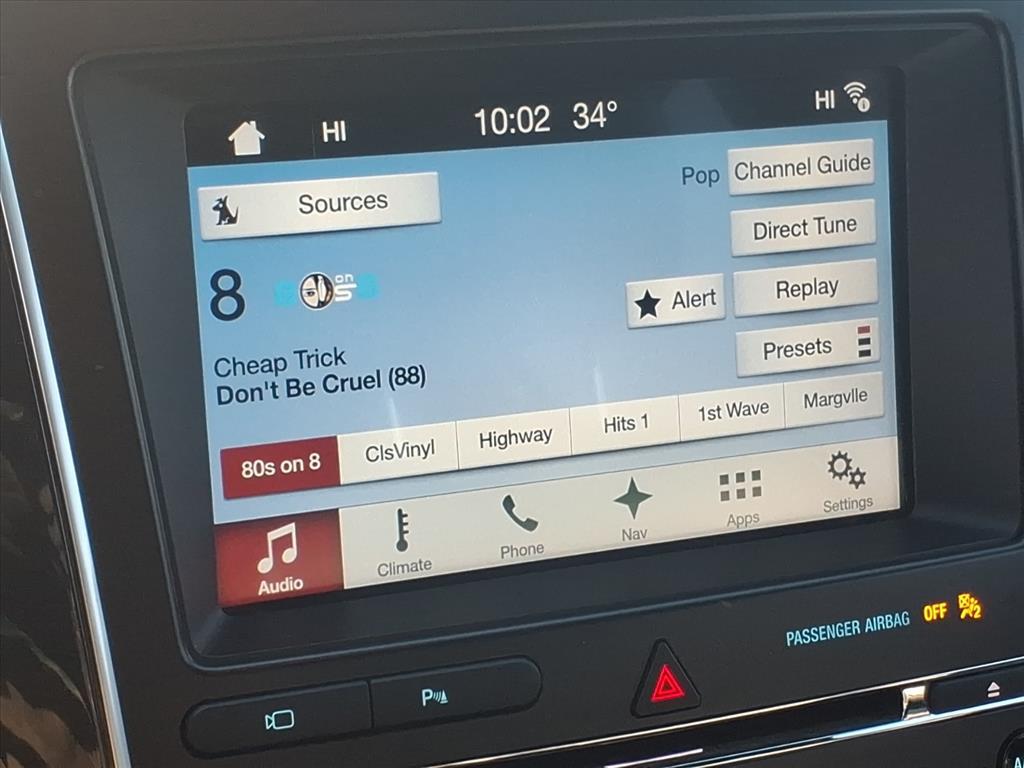 HI 10:02 34° HI
Sources
Pop
Channel Guide
Direct Tune
8
on
Alert
Replay
Presets
Cheap Trick
Don't Be Cruel (88)
80s on 8
ClsVinyl
Highway
Hits 1
1st Wave
Margvlle
Audio
Climate
Phone
Nav
Apps
Settings
PASSENGER AIRBAG OFF
2
P
A